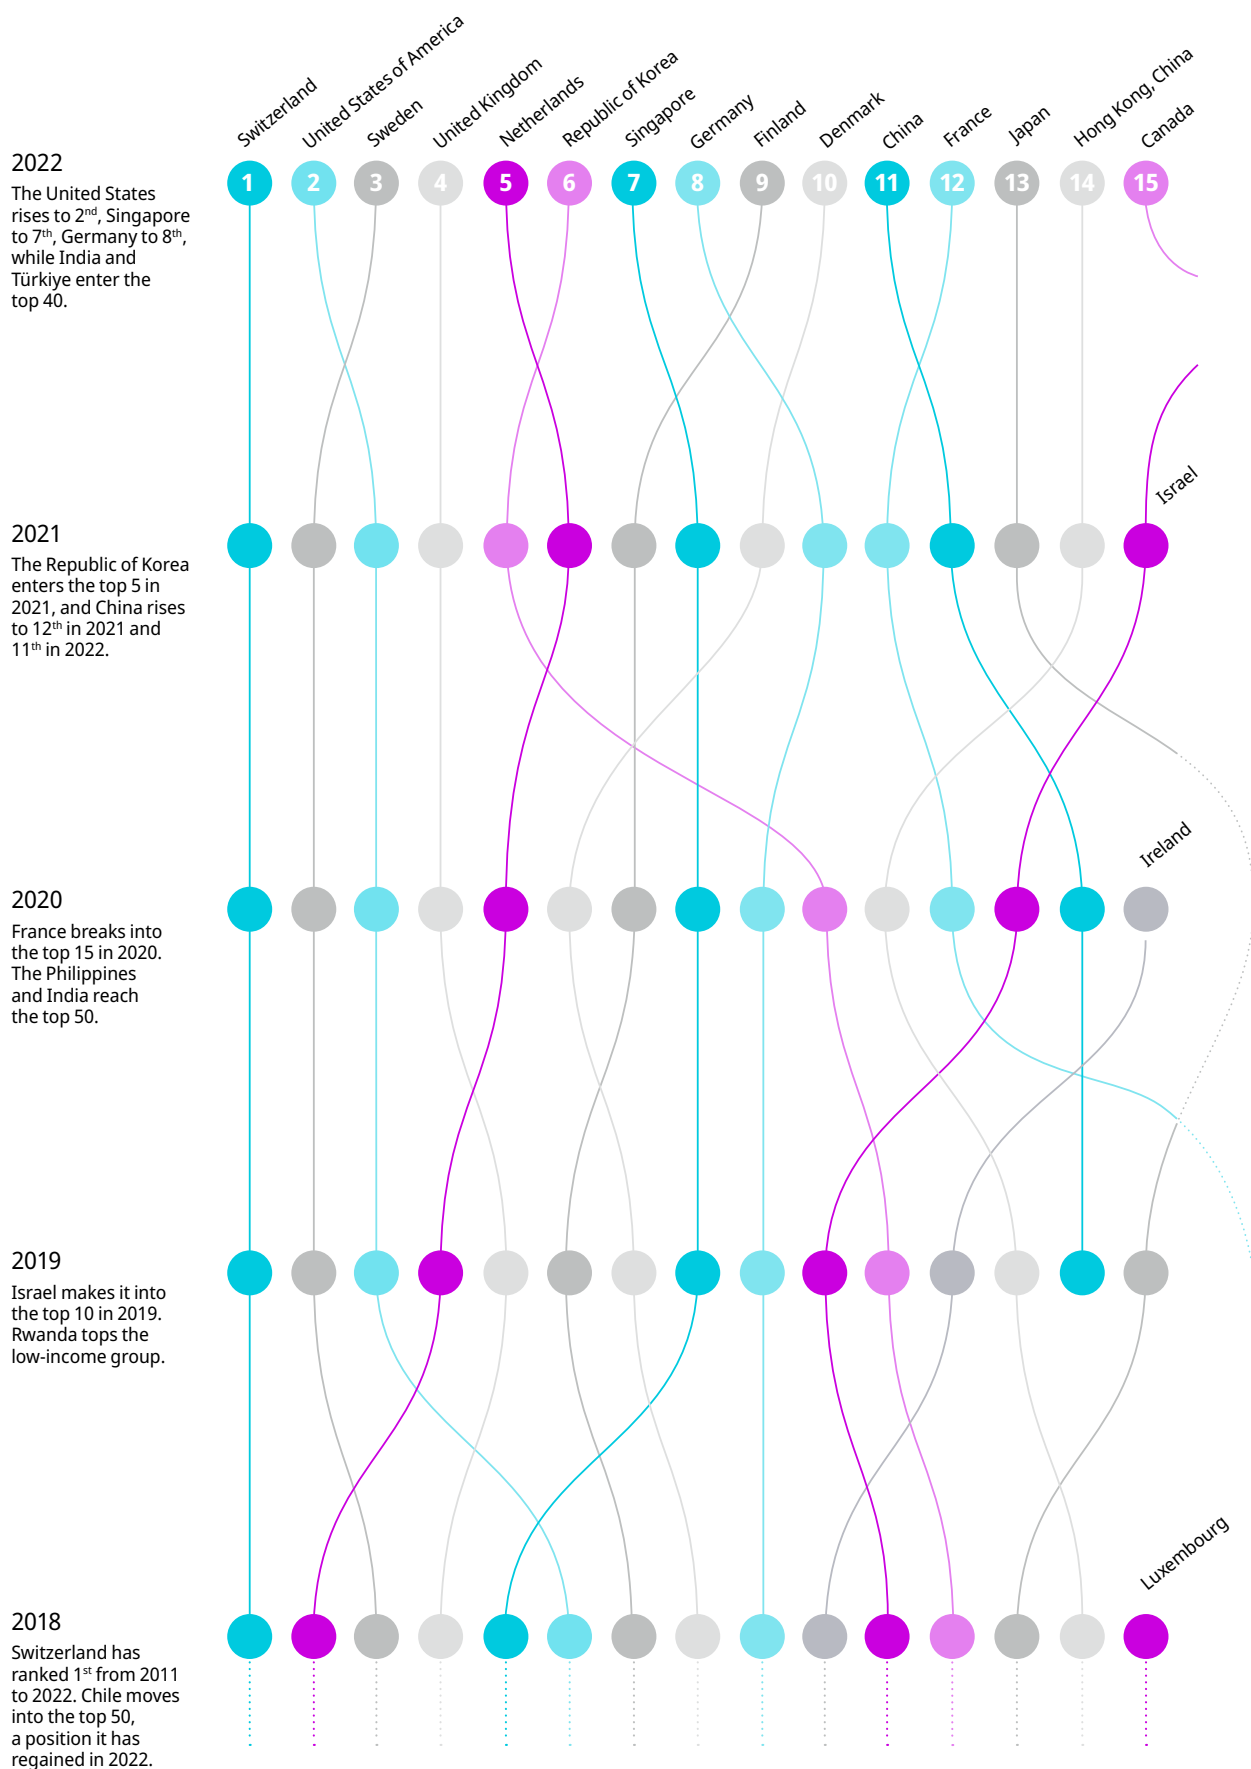 Switzerland
United States of America
Sweden
United Kingdom
Netherlands
Republic of Korea
Singapore
Germany
Finland
Denmark
China
France
Japan
Hong Kong, China
Canada
1 2 3 4 5 6 7 8 9 10 11 12 13 14 15
2022
The United States
rises to 2nd, Singapore
to 7th, Germany to 8th,
while India and
Türkiye enter the
top 40.
Israel
2021
The Republic of Korea
enters the top 5 in
2021, and China rises
to 12th in 2021 and
11th in 2022.
Ireland
2020
France breaks into
the top 15 in 2020.
The Philippines
and India reach
the top 50.
2019
Israel makes it into
the top 10 in 2019.
Rwanda tops the
low-income group.
Luxembourg
2018
Switzerland has
ranked 1st from 2011
to 2022. Chile moves
into the top 50,
a position it has
regained in 2022.